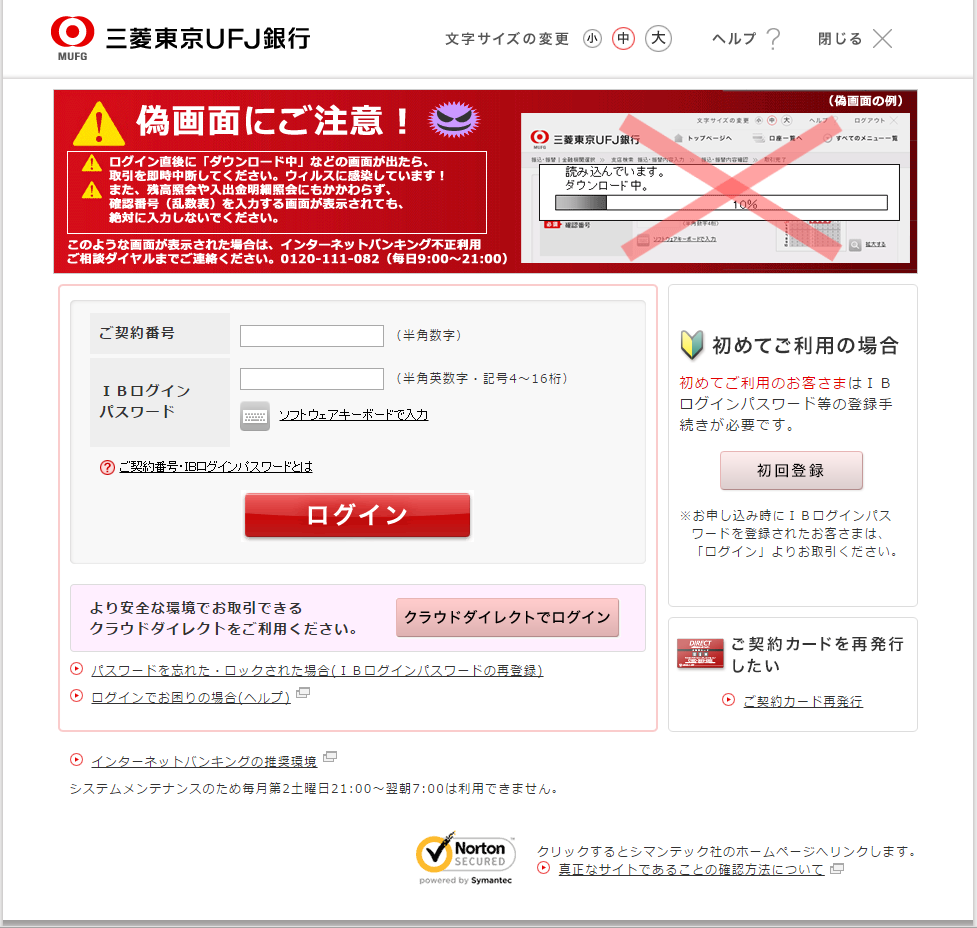 MUFG
三菱東京UFJ銀行
文字サイズの変更 小 中 大 ヘルプ ? 閉じる
偽画面にご注意！
ログイン直後に「ダウンロード中」などの画面が出たら、
取引を即時中断してください。ウィルスに感染しています！
また、残高照会や入出金明細照会にもかかわらず、
確認番号（乱数表）を入力する画面が表示されても、
絶対に入力しないでください。
このような画面が表示された場合は、インターネットバンキング不正利用
ご相談ダイヤルまでご連絡ください。0120-111-082（毎日9:00〜21:00）
（偽画面の例）
文字サイズの変更 小 中 大 ヘルプ ログアウト
三菱東京UFJ銀行 トップページへ 口座一覧へ すべてのメニュー一覧
読み込んでいます。
ダウンロード中。
10%
必須 確認番号
（半角数字4桁）
ソフトウェアキーボードで入力
拡大する
ご契約番号
（半角数字）
ＩＢログイン
パスワード
（半角英数字・記号4〜16桁）
ソフトウェアキーボードで入力
? ご契約番号・IBログインパスワードとは
ログイン
より安全な環境でお取引できる
クラウドダイレクトをご利用ください。
クラウドダイレクトでログイン
パスワードを忘れた・ロックされた場合(ＩＢログインパスワードの再登録)
ログインでお困りの場合(ヘルプ)
初めてご利用の場合
初めてご利用のお客さまはＩＢ
ログインパスワード等の登録手
続きが必要です。
初回登録
※お申し込み時にＩＢログインパス
ワードを登録されたお客さまは、
「ログイン」よりお取引ください。
DIRECT
ご契約カードを再発行
したい
ご契約カード再発行
インターネットバンキングの推奨環境
システムメンテナンスのため毎月第2土曜日21:00〜翌朝7:00は利用できません。
Norton
SECURED
powered by Symantec
クリックするとシマンテック社のホームページへリンクします。
真正なサイトであることの確認方法について